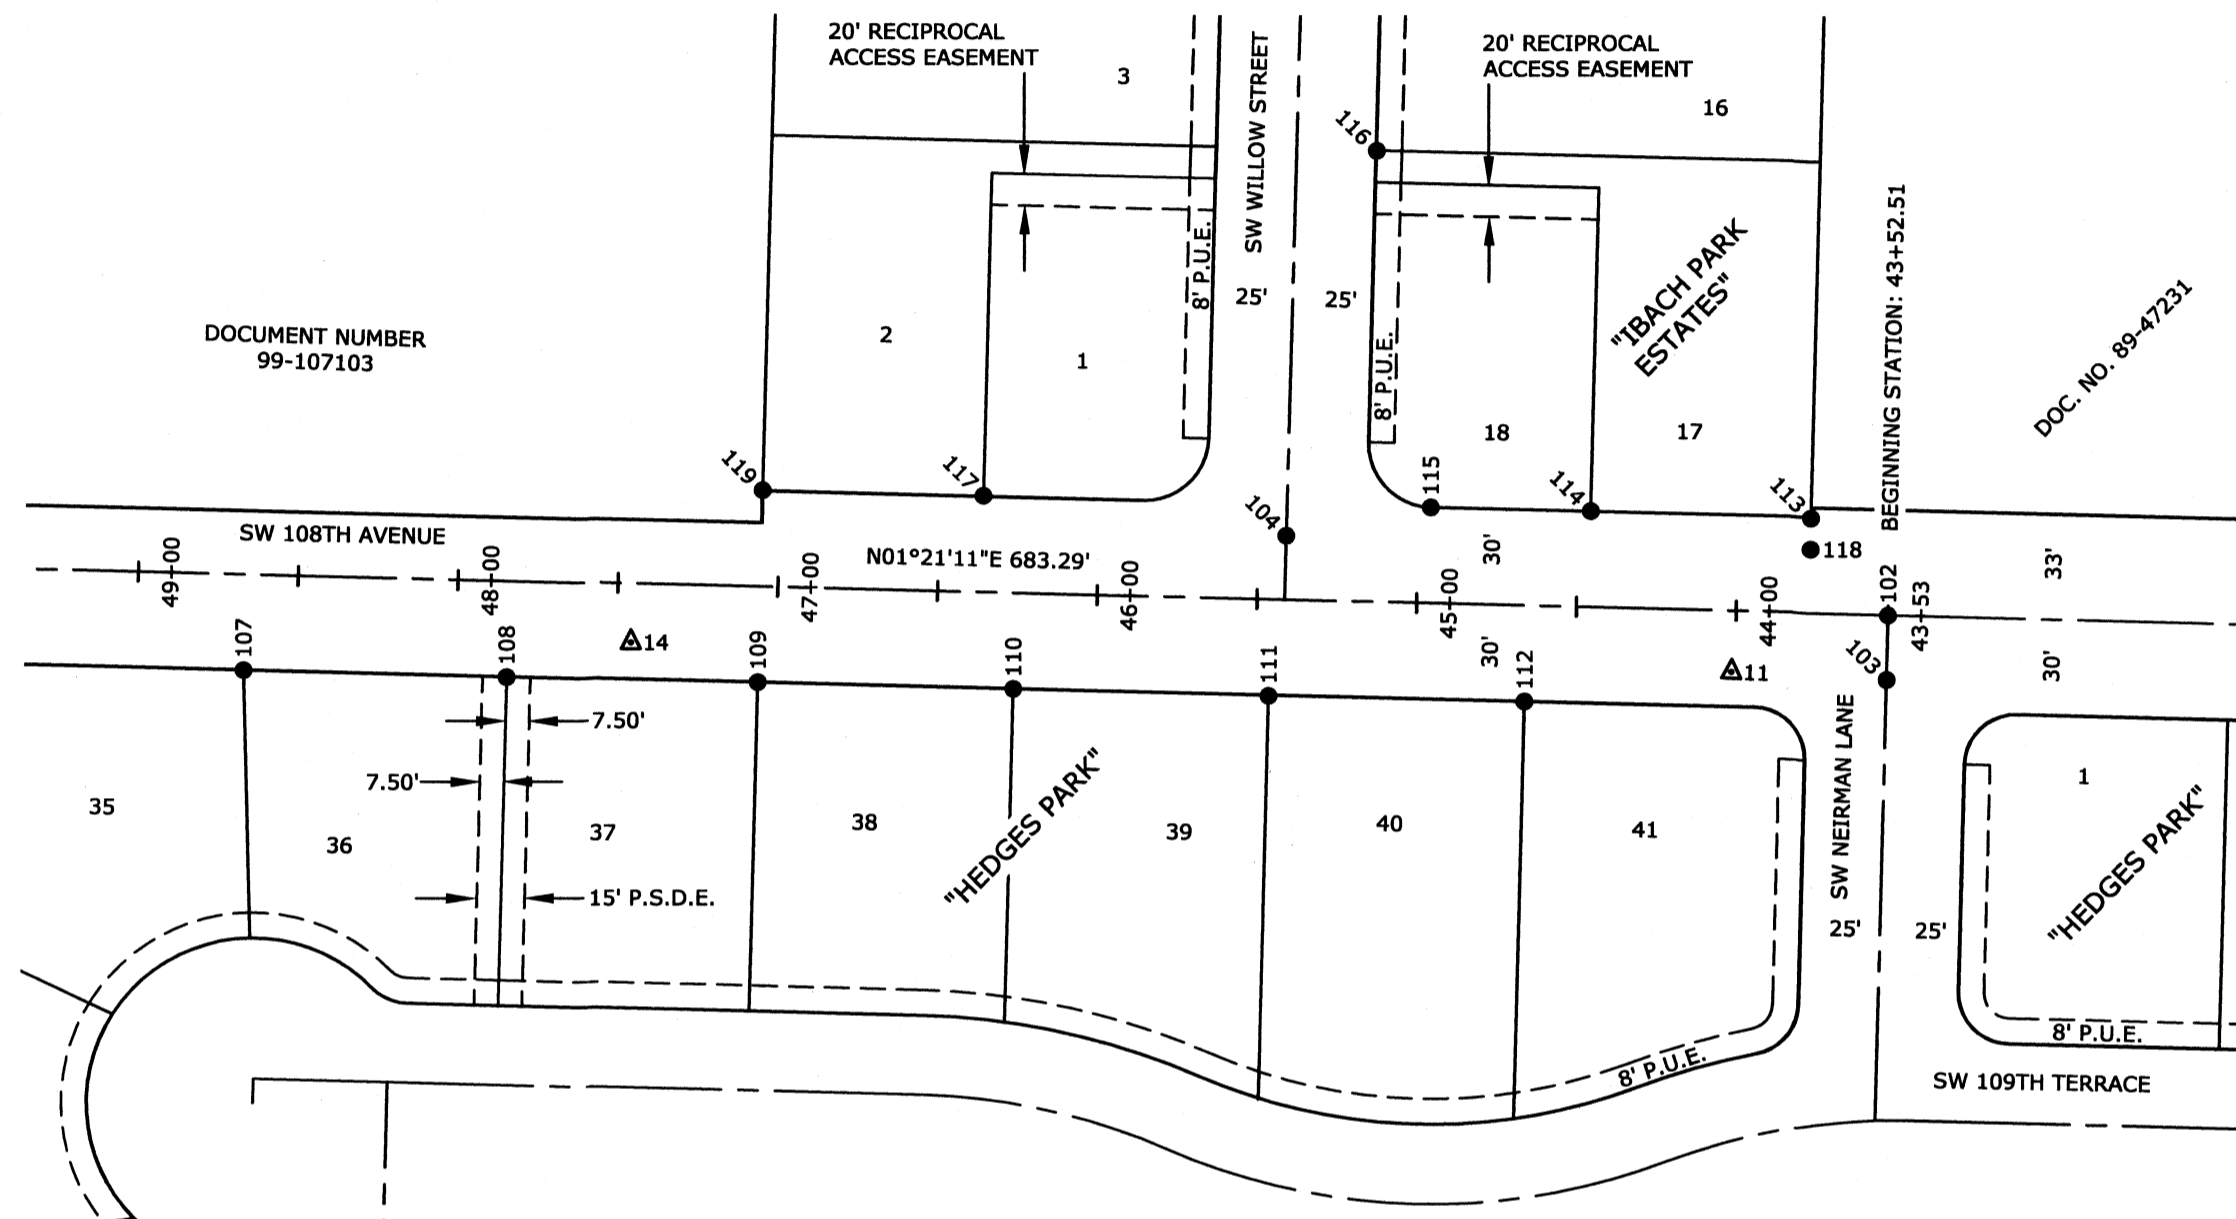 20' RECIPROCAL
ACCESS EASEMENT
3
SW WILLOW STREET
20' RECIPROCAL
ACCESS EASEMENT
16
116
BEGINNING STATION: 43+52.51
"IBACH PARK
ESTATES"
DOC. NO. 89-47231
8' P.U.E.
25'
25'
DOCUMENT NUMBER
99-107103
2
1
8' P.U.E.
18
17
119
117
115
114
113
104
118
SW 108TH AVENUE
N01°21'11"E 683.29'
30'
33'
49+00
48+00
47+00
46+00
45+00
44+00
102
43+53
107
108
14
109
110
111
30'
112
11
103
30'
7.50'
7.50'
35
36
37
38
"HEDGES PARK"
39
40
41
SW NEIRMAN LANE
1
"HEDGES PARK"
15' P.S.D.E.
25'
25'
8' P.U.E.
8' P.U.E.
SW 109TH TERRACE